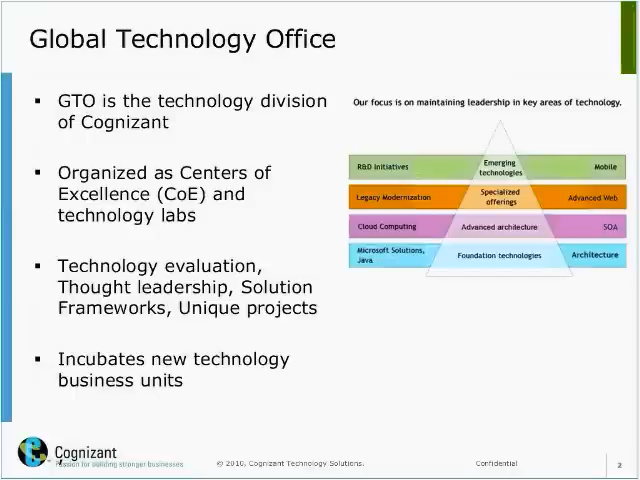 Global Technology Office
▪ GTO is the technology division
of Cognizant
▪ Organized as Centers of
Excellence (CoE) and
technology labs
▪ Technology evaluation,
Thought leadership, Solution
Frameworks, Unique projects
▪ Incubates new technology
business units
Our focus is on maintaining leadership in key areas of technology.
R&D Initiatives Emerging technologies Mobile
Legacy Modernization Specialized offerings Advanced Web
Cloud Computing Advanced architecture SOA
Microsoft Solutions, Java Foundation technologies Architecture
Cognizant
Passion for building stronger businesses
© 2010, Cognizant Technology Solutions. Confidential 2